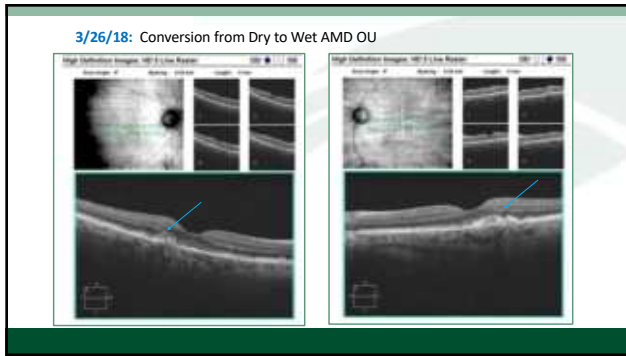 3/26/18: Conversion from Dry to Wet AMD OU
High Definition Images: HD 5 Line Raster
High Definition Images: HD 5 Line Raster